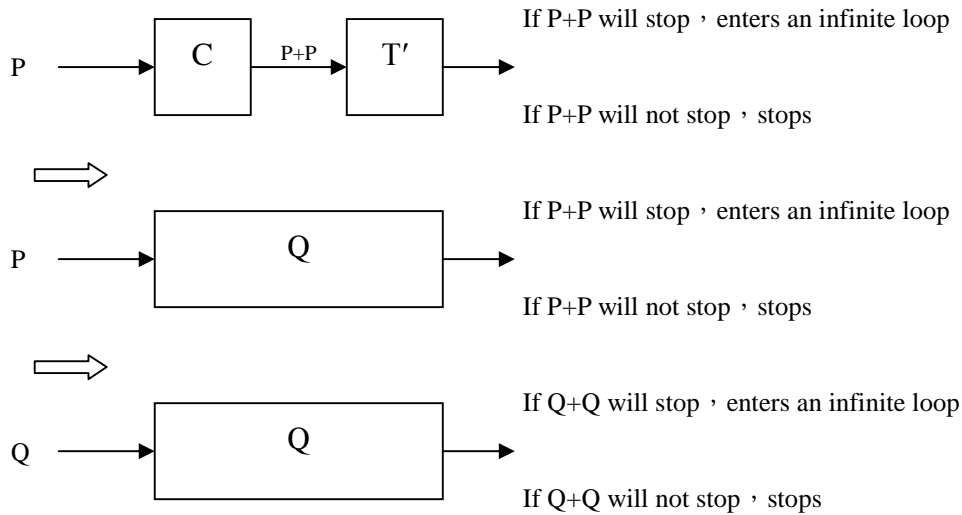 If P+P will stop，enters an infinite loop
P
C
P+P
T′
If P+P will not stop，stops
If P+P will stop，enters an infinite loop
P
Q
If P+P will not stop，stops
If Q+Q will stop，enters an infinite loop
Q
Q
If Q+Q will not stop，stops